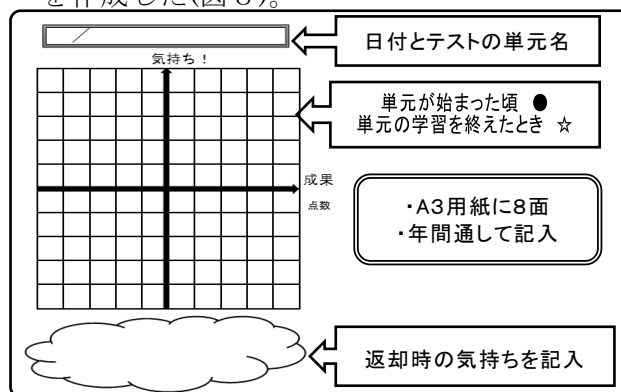 を作成した(図8)。
日付とテストの単元名
気持ち！
単元が始まった頃 ●
単元の学習を終えたとき ☆
成果
点数
・A3用紙に8面
・年間通して記入
返却時の気持ちを記入